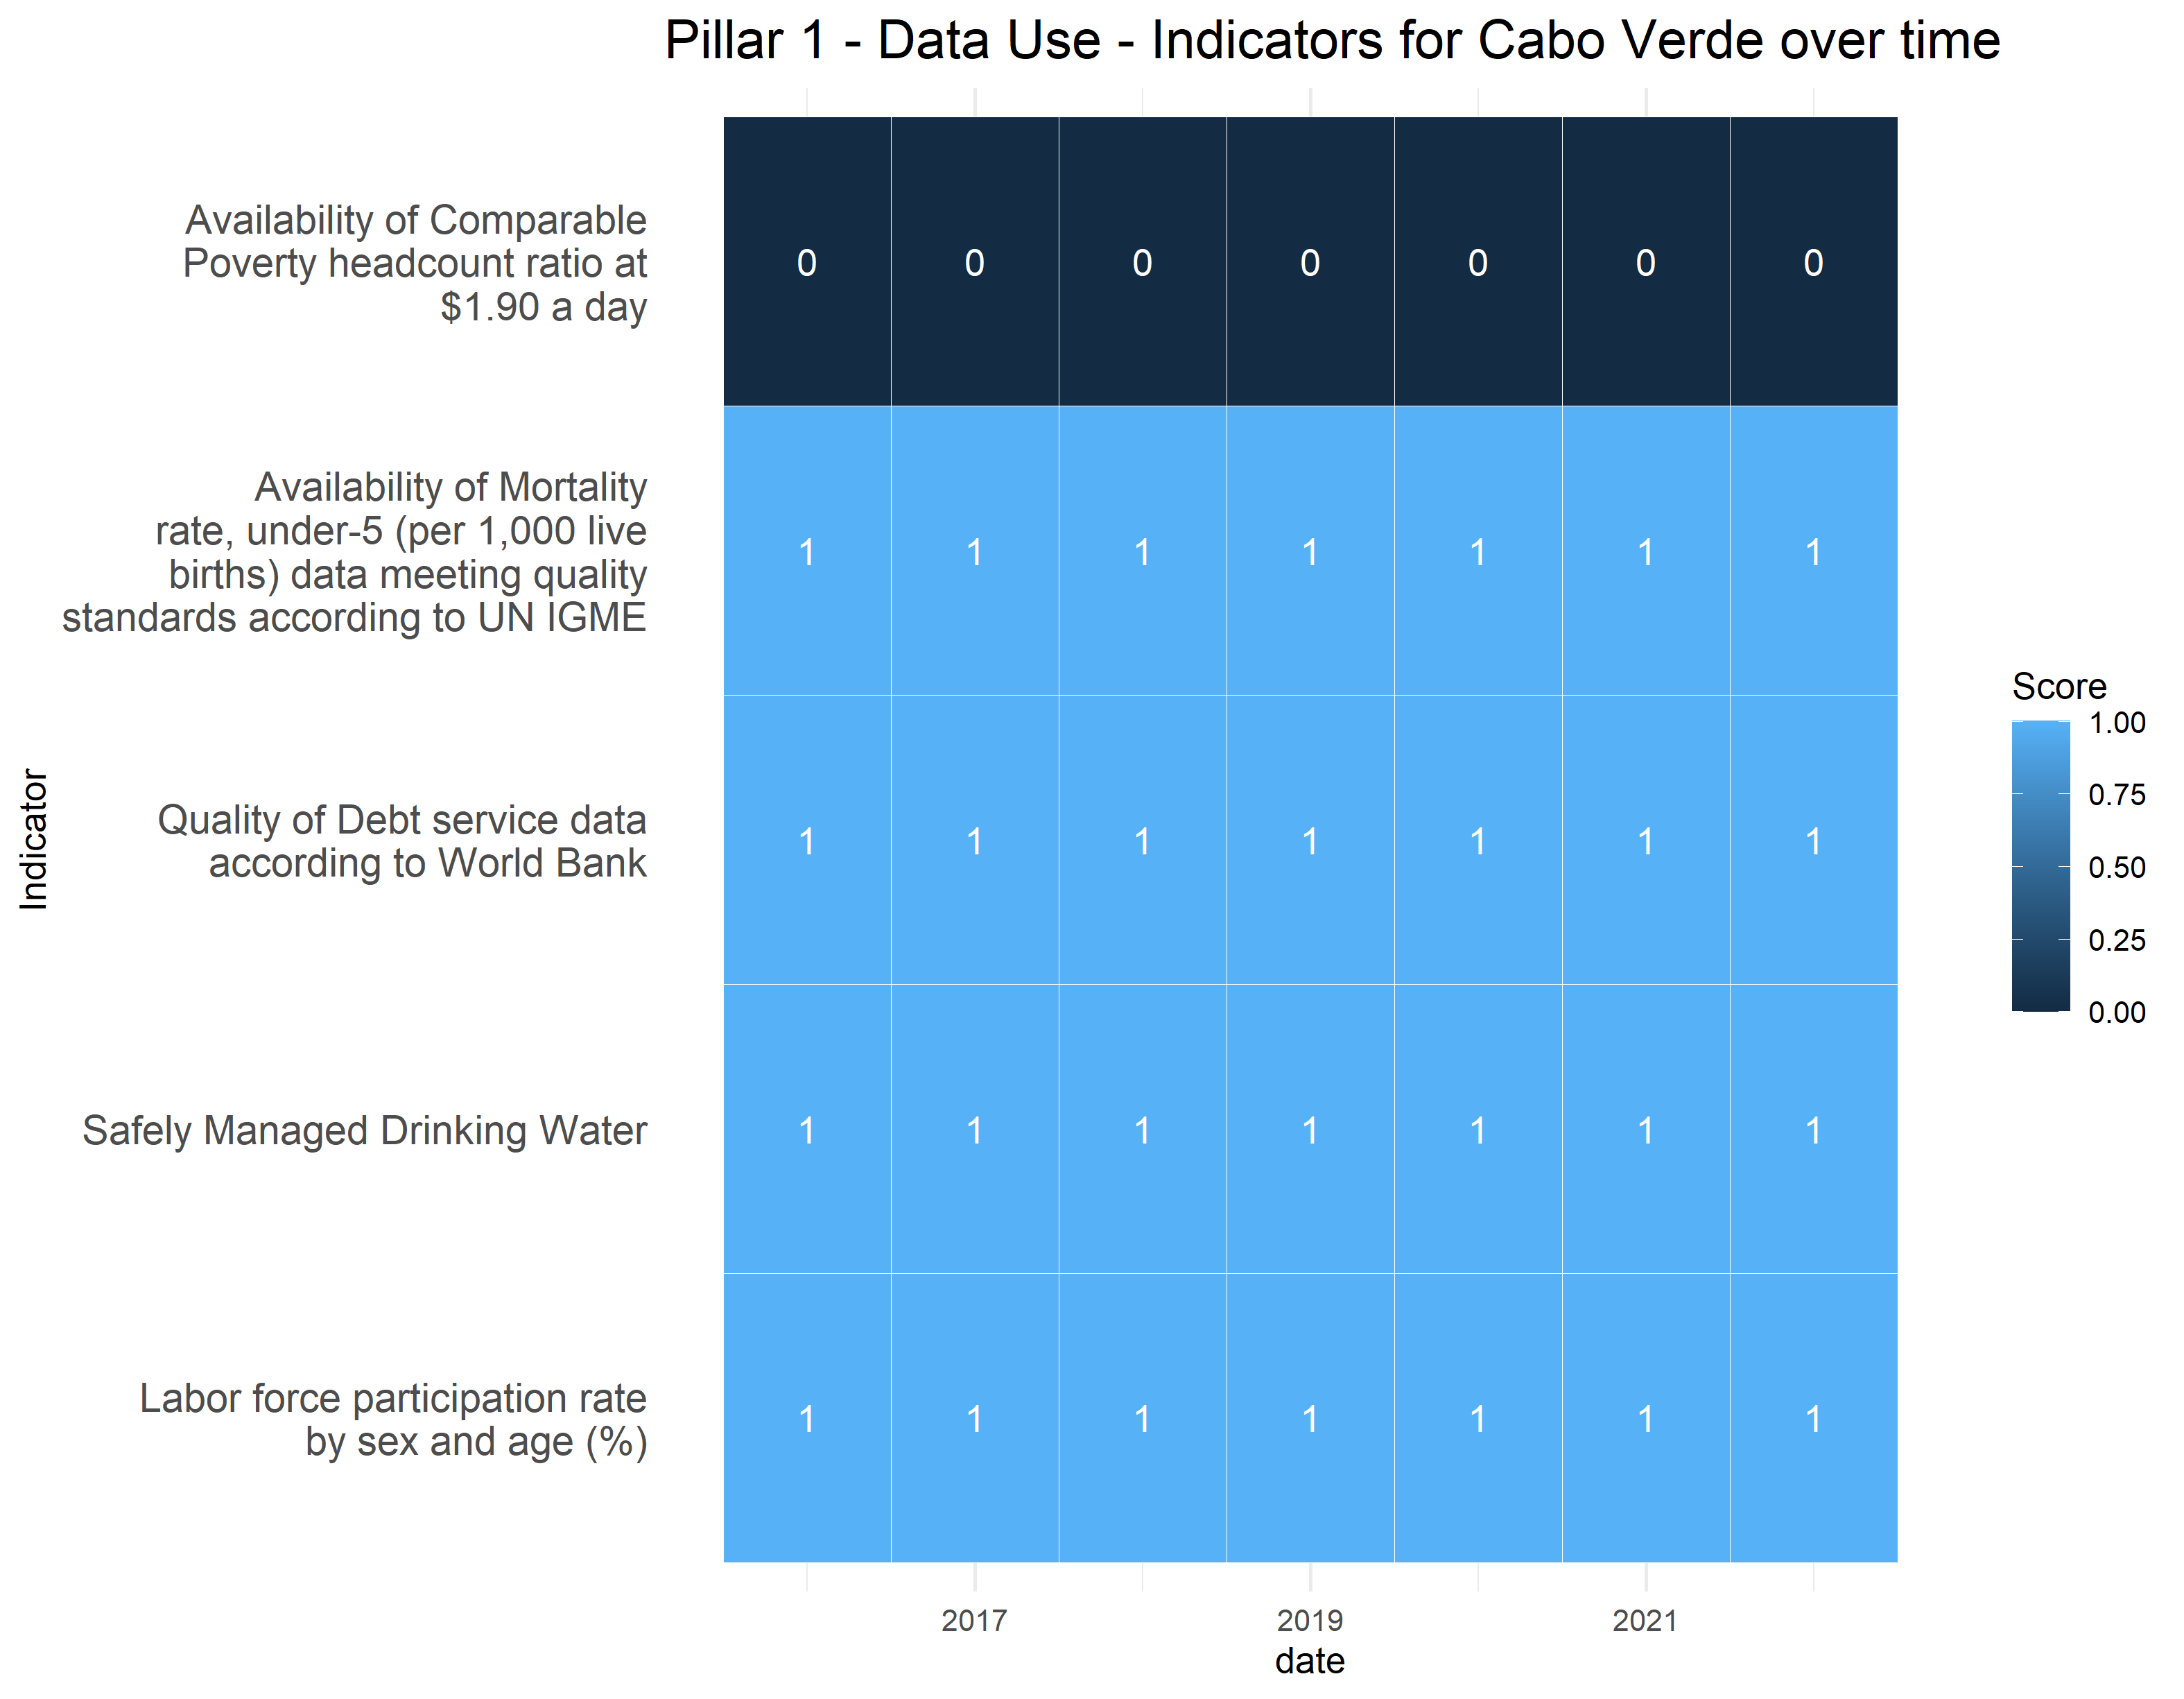 Pillar 1 - Data Use - Indicators for Cabo Verde over time
Indicator
Availability of Comparable
Poverty headcount ratio at
$1.90 a day
0 0 0 0 0 0 0
Availability of Mortality
rate, under-5 (per 1,000 live
births) data meeting quality
standards according to UN IGME
1 1 1 1 1 1 1
Quality of Debt service data
according to World Bank
1 1 1 1 1 1 1
Safely Managed Drinking Water
1 1 1 1 1 1 1
Labor force participation rate
by sex and age (%)
1 1 1 1 1 1 1
2017 2019 2021
date
Score
1.00
0.75
0.50
0.25
0.00